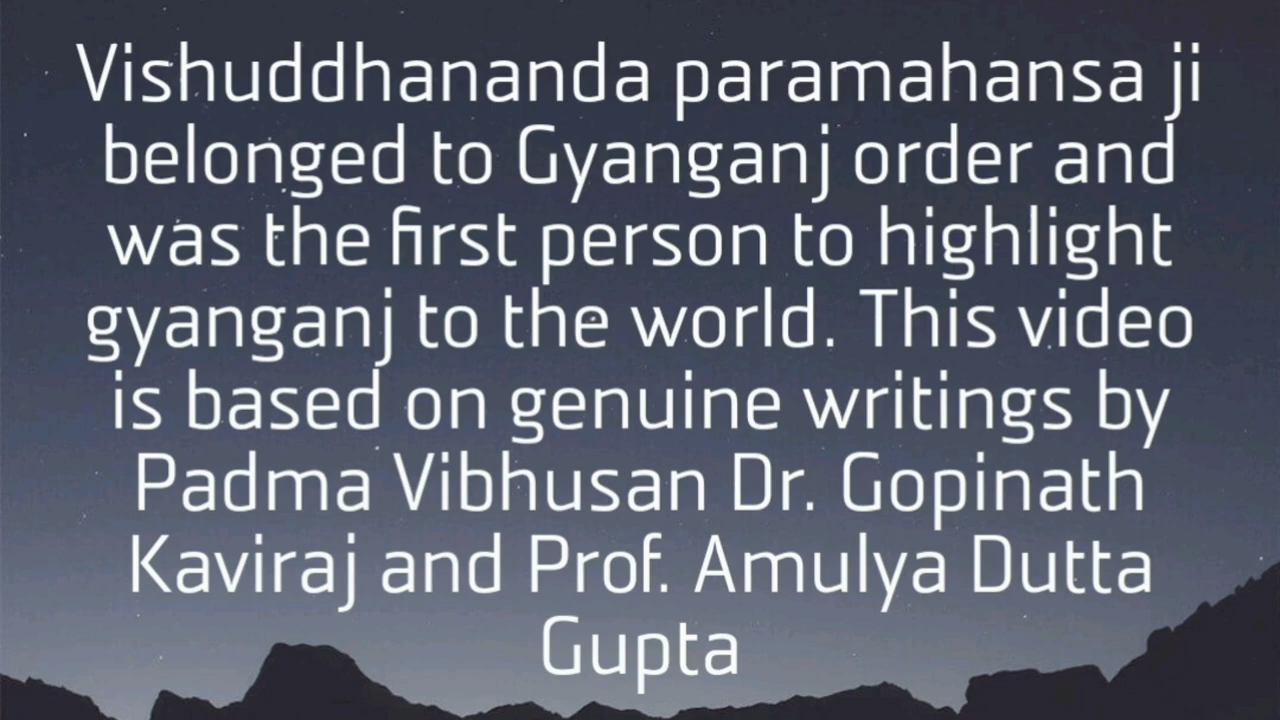 Vishuddhananda paramahansa ji
belonged to Gyanganj order and
was the first person to highlight
gyanganj to the world. This video
is based on genuine writings by
Padma Vibhusan Dr. Gopinath
Kaviraj and Prof. Amulya Dutta
Gupta